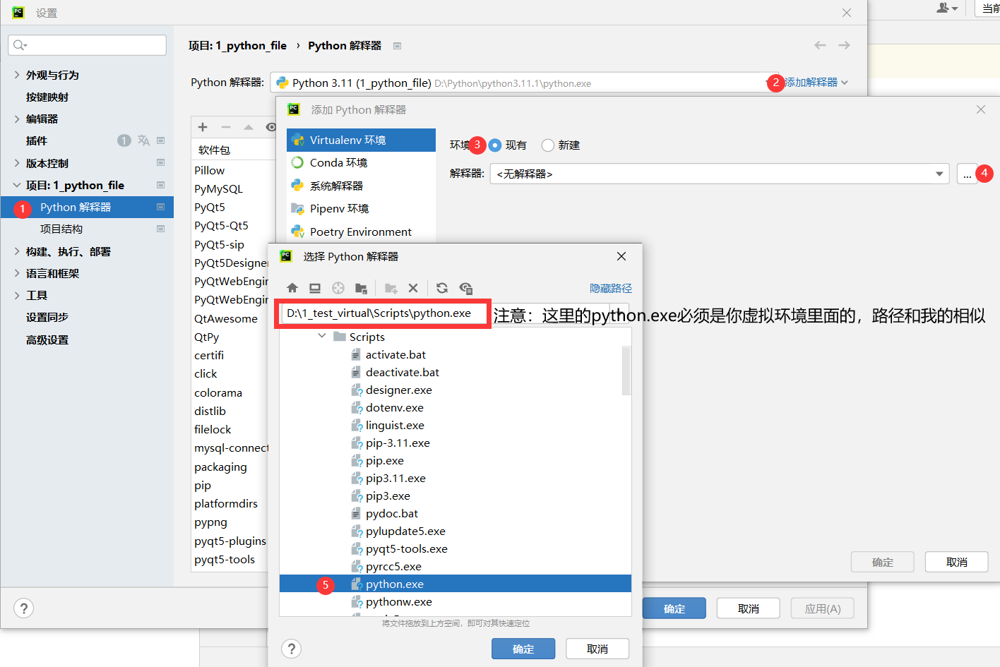 设置
当前
项目: 1_python_file › Python 解释器
Python 解释器: Python 3.11 (1_python_file) D:\Python\python3.11.1\python.exe 2 添加解释器
外观与行为
按键映射
编辑器
插件 1
版本控制
项目: 1_python_file
1 Python 解释器
项目结构
构建、执行、部署
语言和框架
工具
设置同步
高级设置
软件包
Pillow
PyMySQL
PyQt5
PyQt5-Qt5
PyQt5-sip
PyQt5Designer
PyQtWebEngin
PyQtWebEngin
QtAwesome
QtPy
certifi
click
colorama
distlib
filelock
mysql-connect
packaging
pip
platformdirs
pypng
pyqt5-plugins
pyqt5-tools
添加 Python 解释器
Virtualenv 环境
Conda 环境
系统解释器
Pipenv 环境
Poetry Environment
环境 3 现有 新建
解释器: <无解释器> ... 4
确定 取消
选择 Python 解释器
隐藏路径
D:\1_test_virtual\Scripts\python.exe
注意：这里的python.exe必须是你虚拟环境里面的，路径和我的相似
Scripts
activate.bat
deactivate.bat
designer.exe
dotenv.exe
linguist.exe
pip-3.11.exe
pip.exe
pip3.11.exe
pip3.exe
pydoc.bat
pylupdate5.exe
pyqt5-tools.exe
pyrcc5.exe
5 python.exe
pythonw.exe
将文件拖放到上方空间，即可对其快速定位
? 确定 取消
? 确定 取消 应用(A)